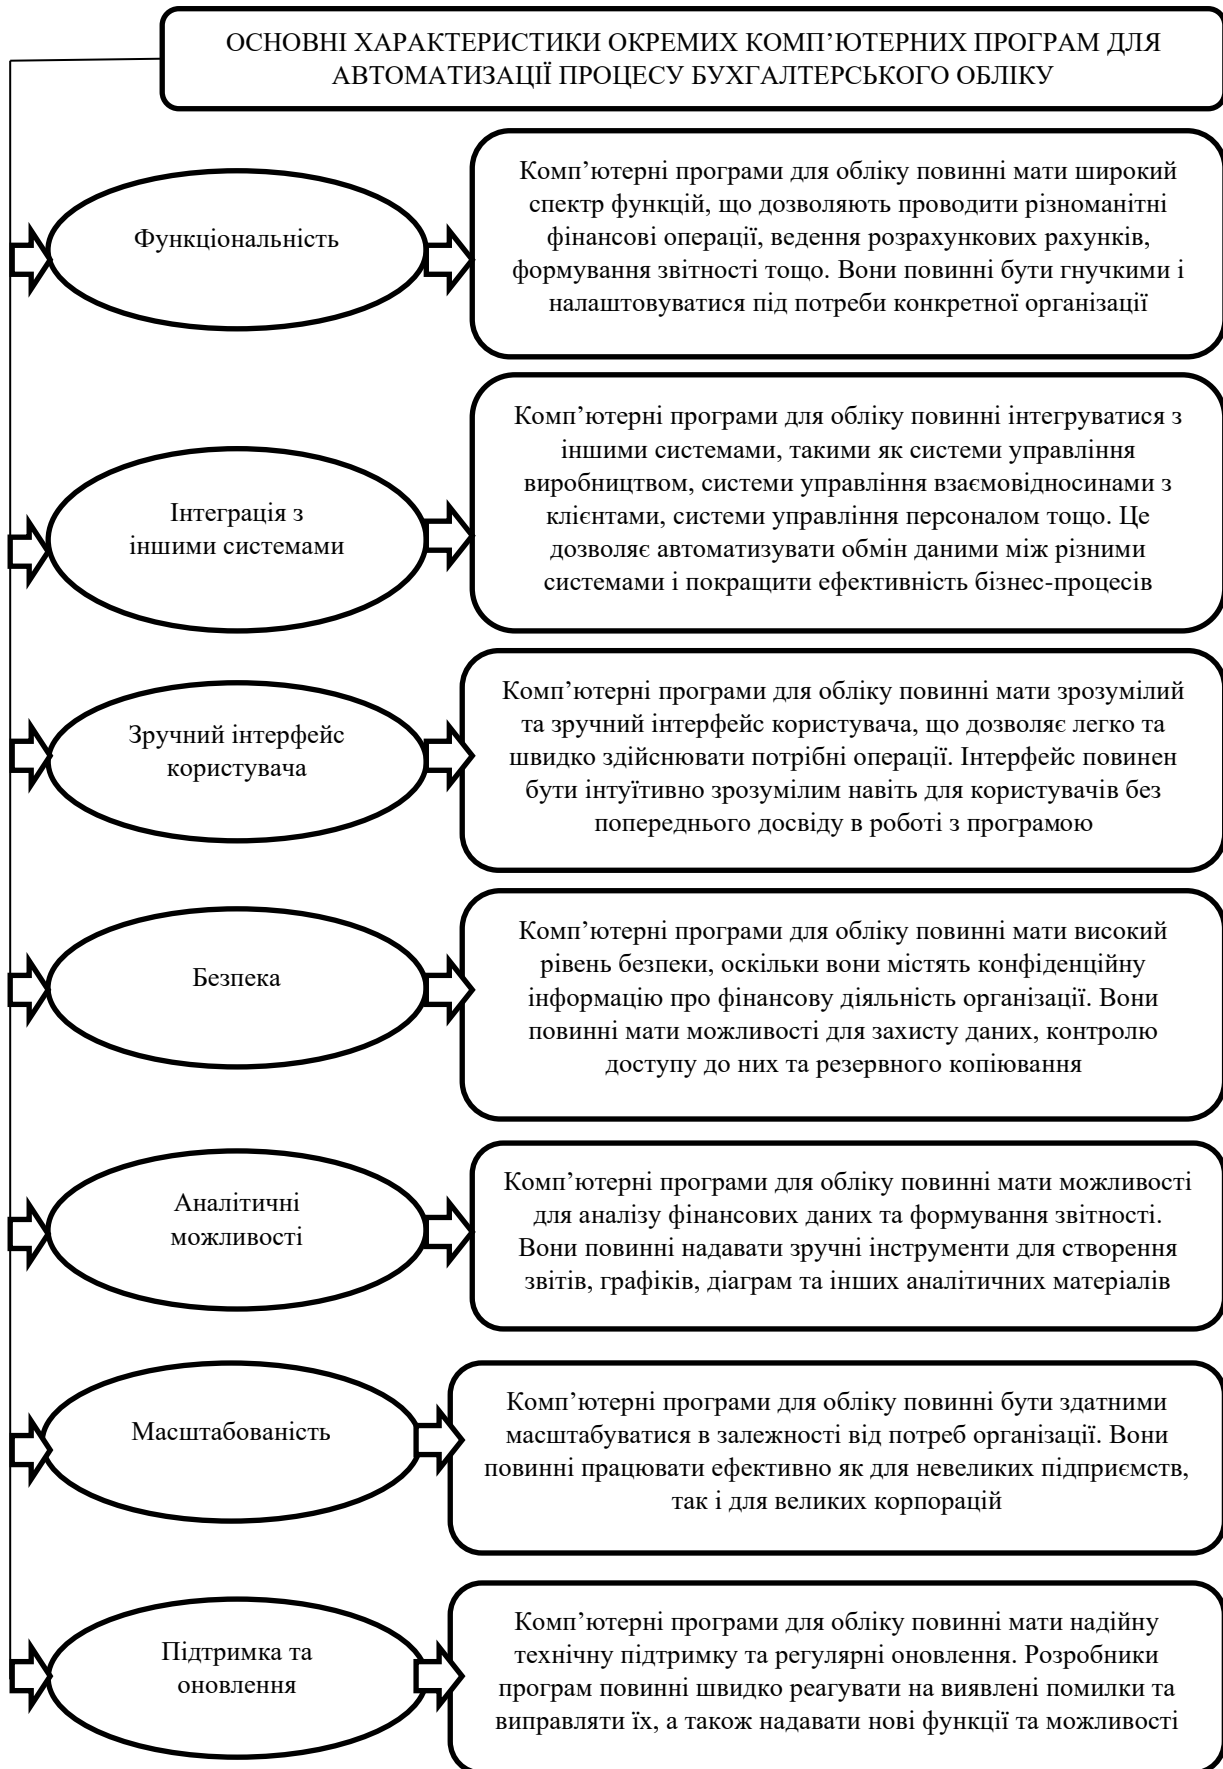 ОСНОВНІ ХАРАКТЕРИСТИКИ ОКРЕМИХ КОМП’ЮТЕРНИХ ПРОГРАМ ДЛЯ
АВТОМАТИЗАЦІЇ ПРОЦЕСУ БУХГАЛТЕРСЬКОГО ОБЛІКУ
Функціональність
Комп’ютерні програми для обліку повинні мати широкий
спектр функцій, що дозволяють проводити різноманітні
фінансові операції, ведення розрахункових рахунків,
формування звітності тощо. Вони повинні бути гнучкими і
налаштовуватися під потреби конкретної організації
Інтеграція з
іншими системами
Комп’ютерні програми для обліку повинні інтегруватися з
іншими системами, такими як системи управління
виробництвом, системи управління взаємовідносинами з
клієнтами, системи управління персоналом тощо. Це
дозволяє автоматизувати обмін даними між різними
системами і покращити ефективність бізнес-процесів
Зручний інтерфейс
користувача
Комп’ютерні програми для обліку повинні мати зрозумілий
та зручний інтерфейс користувача, що дозволяє легко та
швидко здійснювати потрібні операції. Інтерфейс повинен
бути інтуїтивно зрозумілим навіть для користувачів без
попереднього досвіду в роботі з програмою
Безпека
Комп’ютерні програми для обліку повинні мати високий
рівень безпеки, оскільки вони містять конфіденційну
інформацію про фінансову діяльність організації. Вони
повинні мати можливості для захисту даних, контролю
доступу до них та резервного копіювання
Аналітичні
можливості
Комп’ютерні програми для обліку повинні мати можливості
для аналізу фінансових даних та формування звітності.
Вони повинні надавати зручні інструменти для створення
звітів, графіків, діаграм та інших аналітичних матеріалів
Масштабованість
Комп’ютерні програми для обліку повинні бути здатними
масштабуватися в залежності від потреб організації. Вони
повинні працювати ефективно як для невеликих підприємств,
так і для великих корпорацій
Підтримка та
оновлення
Комп’ютерні програми для обліку повинні мати надійну
технічну підтримку та регулярні оновлення. Розробники
програм повинні швидко реагувати на виявлені помилки та
виправляти їх, а також надавати нові функції та можливості